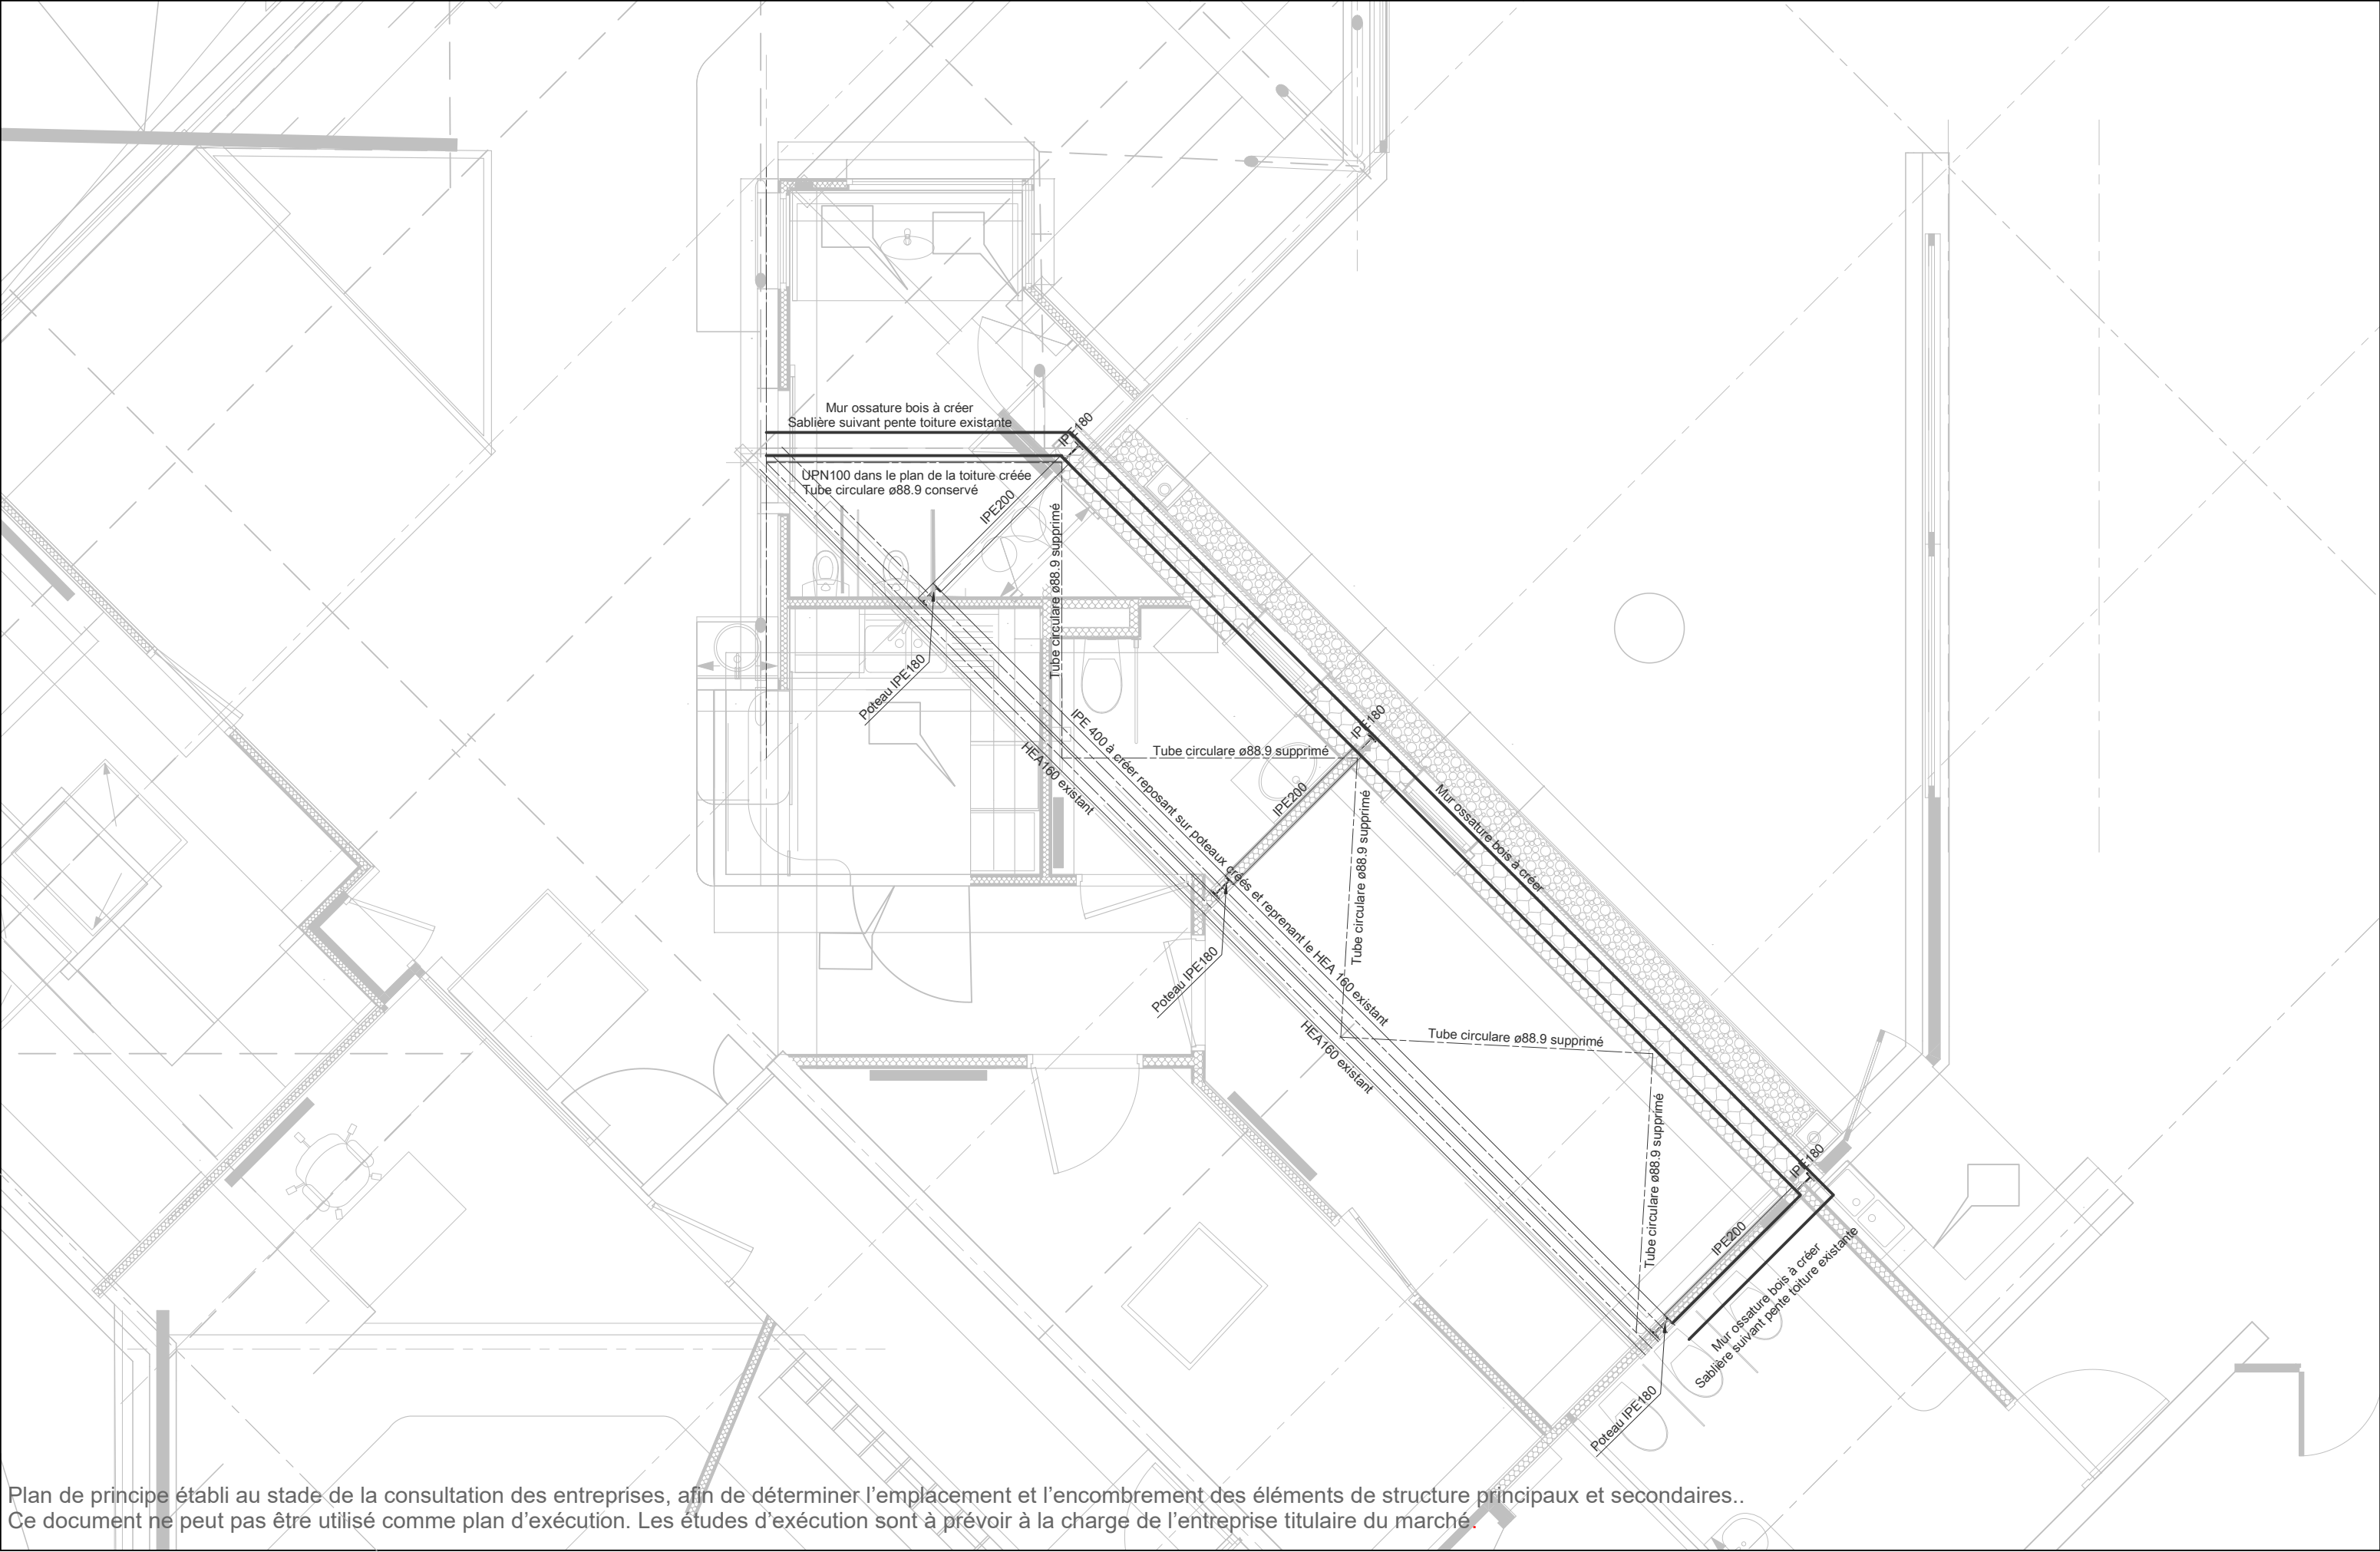 Mur ossature bois à créer
Sablière suivant pente toiture existante
IPE180
UPN100 dans le plan de la toiture créée
Tube circulare ø88.9 conservé
IPE200
Tube circulare ø88.9 supprimé
Poteau IPE180
IPE 400 à créer reposant sur poteaux créés et reprenant le HEA 160 existant
HEA160 existant
IPE180
Tube circulare ø88.9 supprimé
IPE200
Tube circulare ø88.9 supprimé
Mur ossature bois à créer
Poteau IPE180
HEA160 existant
Tube circulare ø88.9 supprimé
Tube circulare ø88.9 supprimé
IPE180
IPE200
Mur ossature bois à créer
Sablière suivant pente toiture existante
Poteau IPE180
Plan de principe établi au stade de la consultation des entreprises, afin de déterminer l'emplacement et l'encombrement des éléments de structure principaux et secondaires..
Ce document ne peut pas être utilisé comme plan d'exécution. Les études d'exécution sont à prévoir à la charge de l'entreprise titulaire du marché.